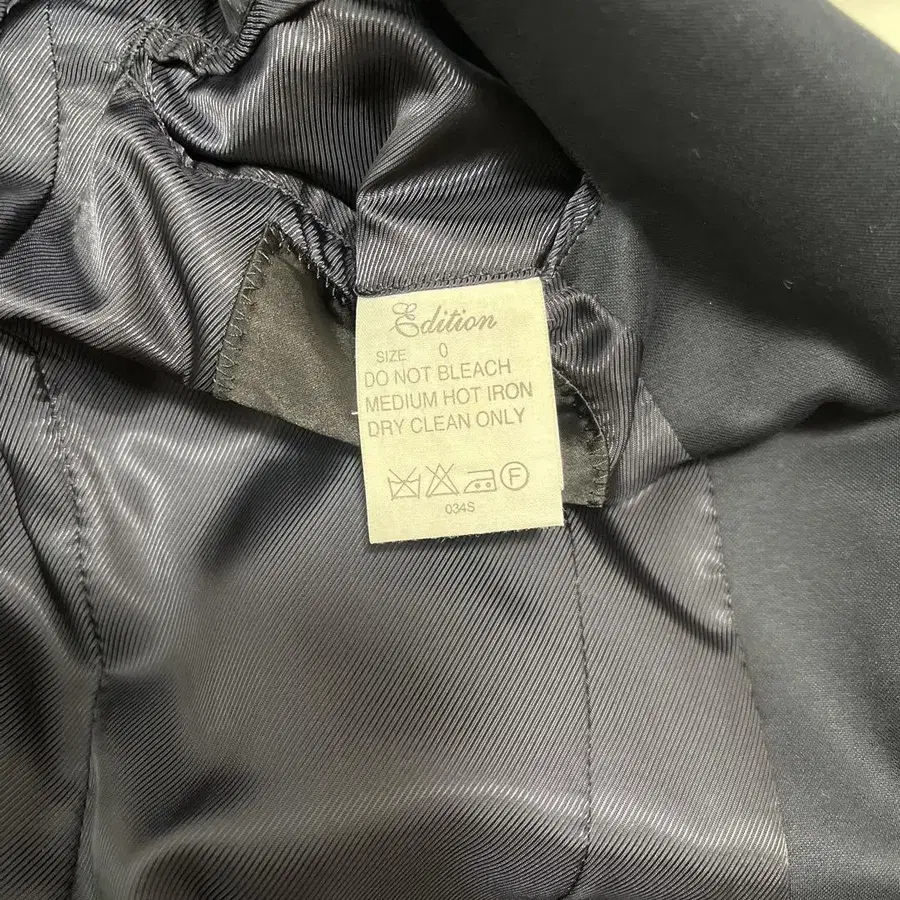 Edition
SIZE 0
DO NOT BLEACH
MEDIUM HOT IRON
DRY CLEAN ONLY
F
034S